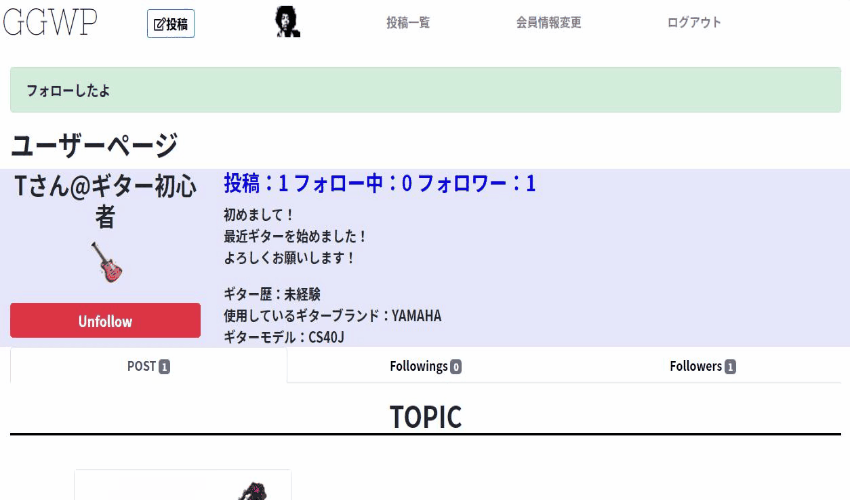 GGWP 投稿 投稿一覧 会員情報変更 ログアウト
フォローしたよ
ユーザーページ
Tさん@ギター初心
者
Unfollow
投稿：1 フォロー中：0 フォロワー：1
初めまして！
最近ギターを始めました！
よろしくお願いします！
ギター歴：未経験
使用しているギターブランド：YAMAHA
ギターモデル：CS40J
POST 1 Followings 0 Followers 1
TOPIC